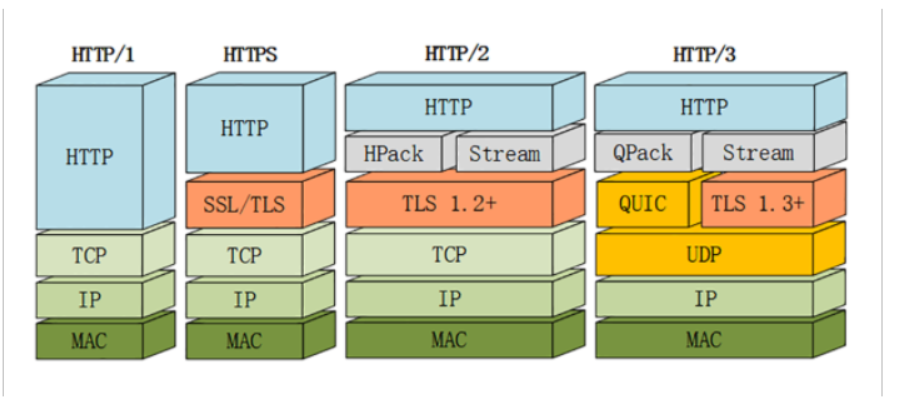 HTTP/1 HTTPS HTTP/2 HTTP/3
HTTP HTTP HTTP HTTP
HPack Stream QPack Stream
SSL/TLS TLS 1.2+ QUIC TLS 1.3+
TCP TCP TCP UDP
IP IP IP IP
MAC MAC MAC MAC